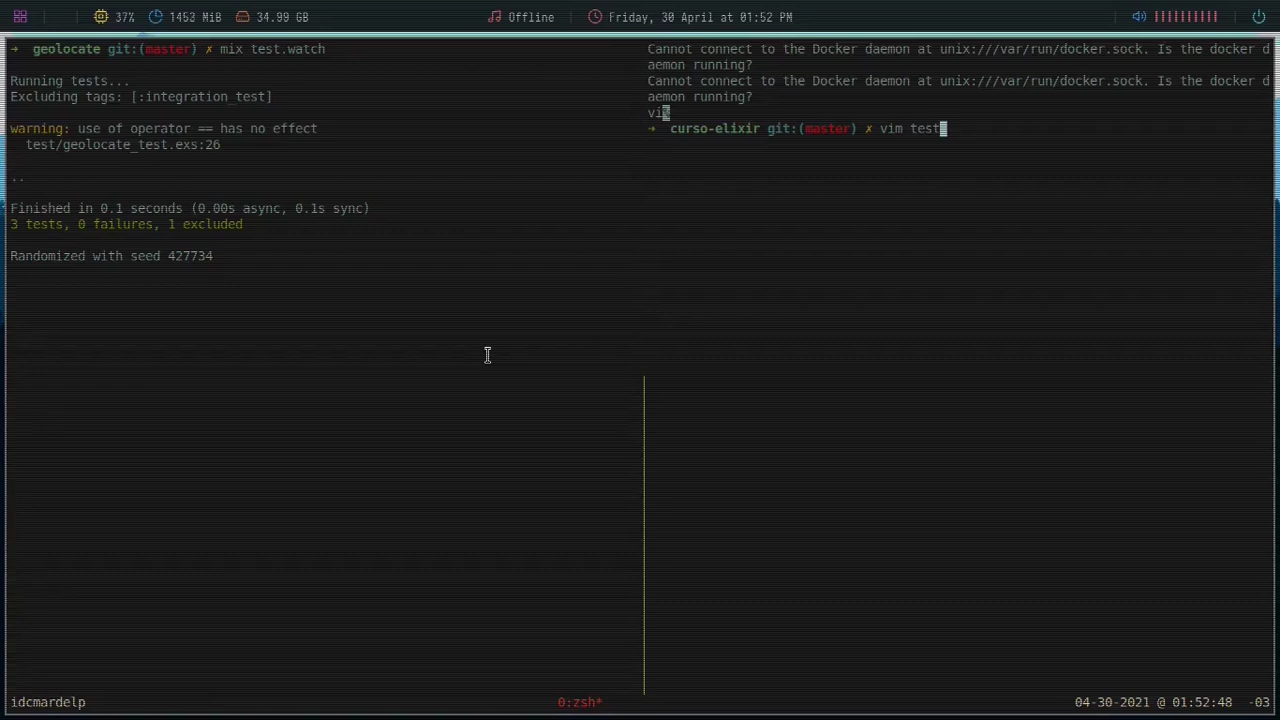 37% 1453 MiB 34.99 GB Offline Friday, 30 April at 01:52 PM
→ geolocate git:(master) ✗ mix test.watch
Running tests...
Excluding tags: [:integration_test]
warning: use of operator == has no effect
test/geolocate_test.exs:26
..
Finished in 0.1 seconds (0.00s async, 0.1s sync)
3 tests, 0 failures, 1 excluded
Randomized with seed 427734
Cannot connect to the Docker daemon at unix:///var/run/docker.sock. Is the docker d
aemon running?
Cannot connect to the Docker daemon at unix:///var/run/docker.sock. Is the docker d
aemon running?
vi
→ curso-elixir git:(master) ✗ vim test
idcmardelp 0:zsh* 04-30-2021 @ 01:52:48 -03